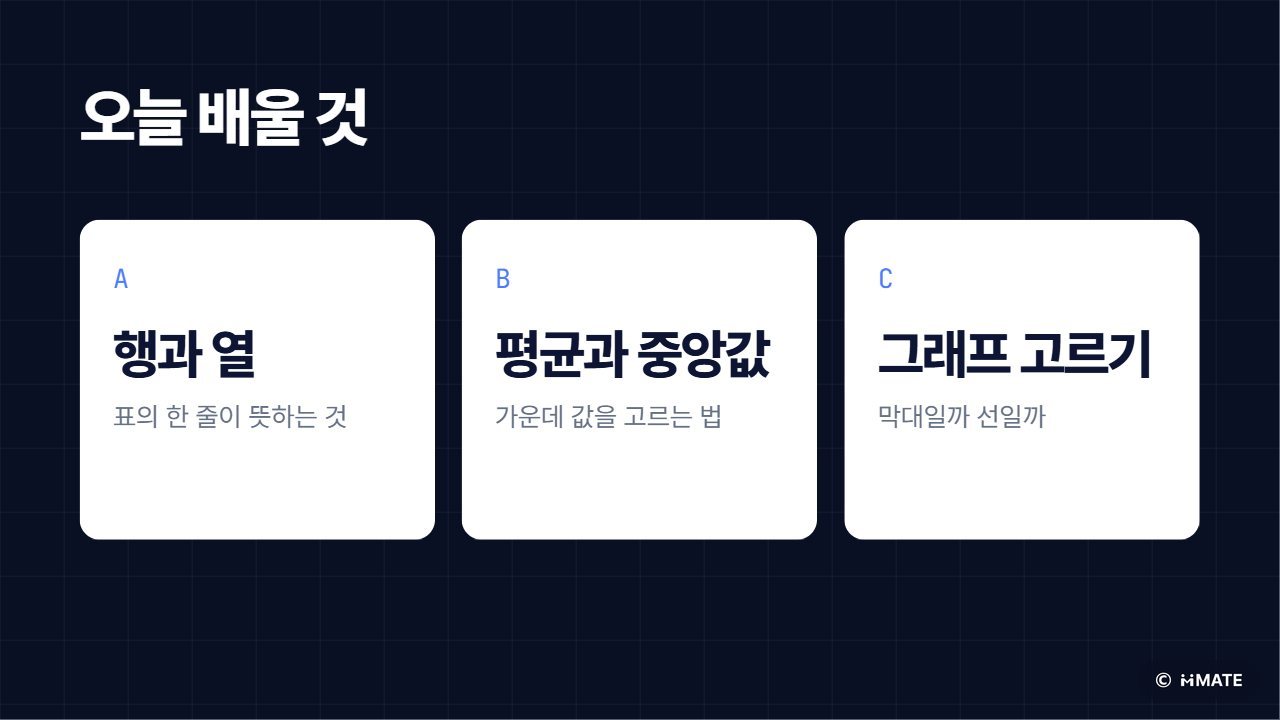 오늘 배울 것
A
행과 열
표의 한 줄이 뜻하는 것
B
평균과 중앙값
가운데 값을 고르는 법
C
그래프 고르기
막대일까 선일까
© MATE